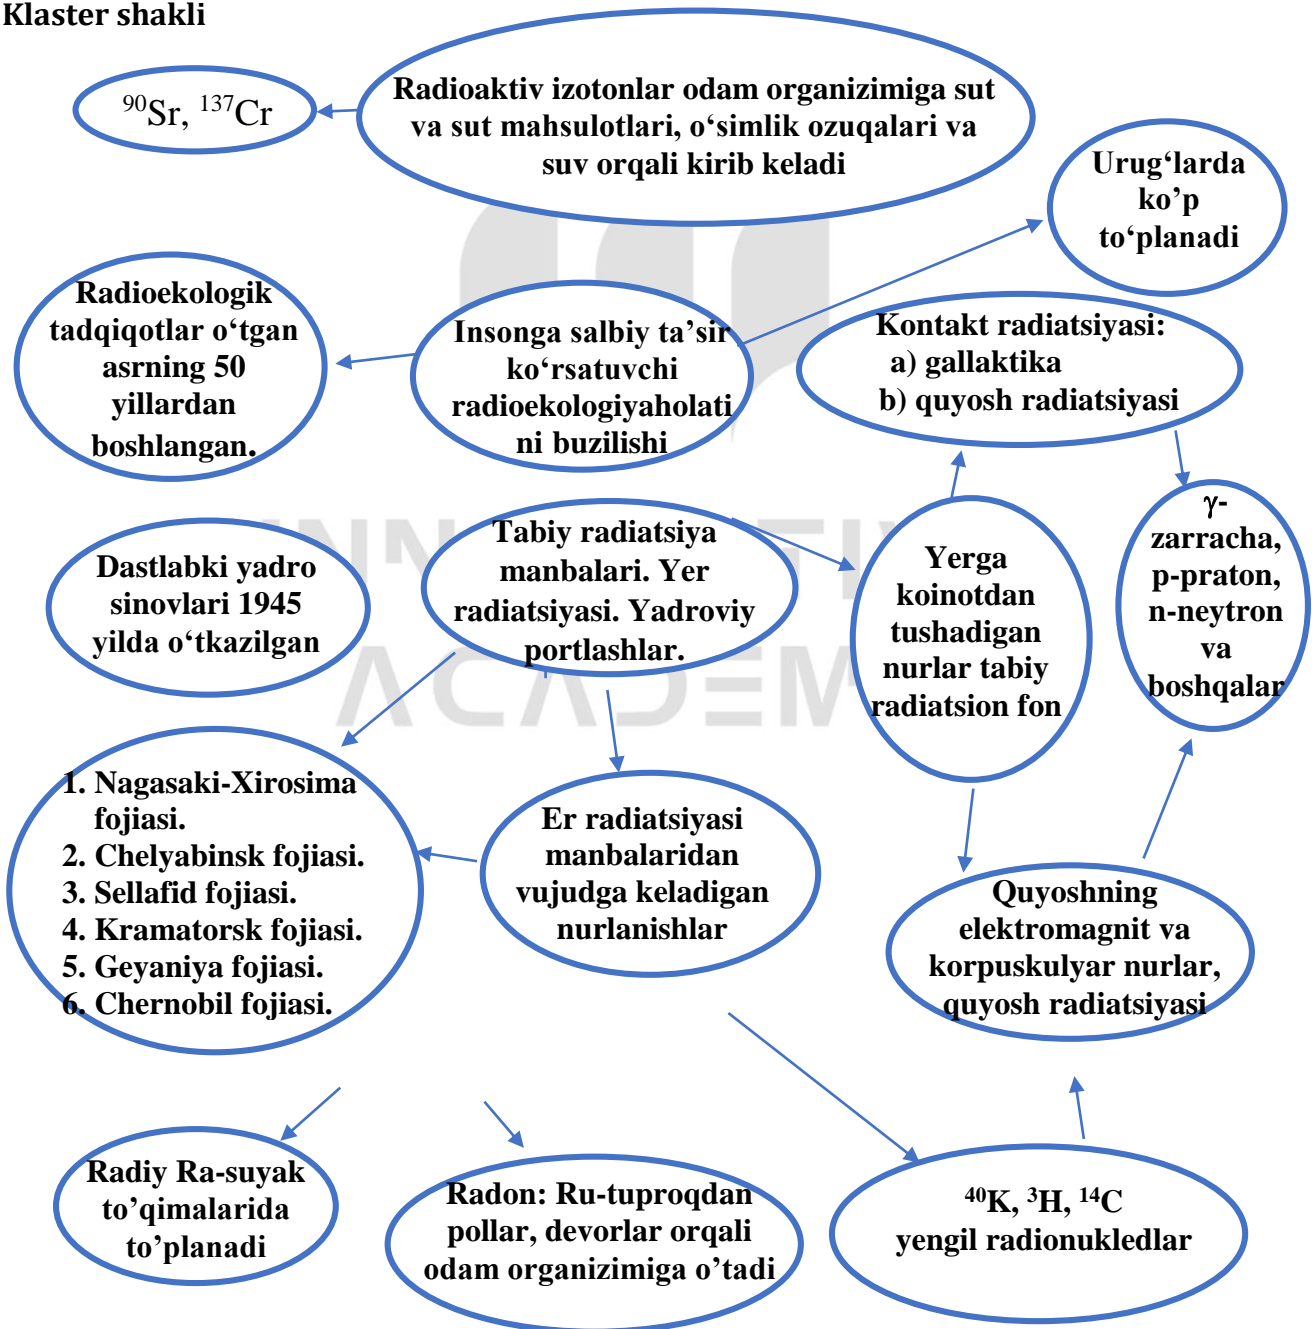 Klaster shakli
⁹⁰Sr, ¹³⁷Cr
Radioaktiv izotonlar odam organizimiga sut
va sut mahsulotlari, o‘simlik ozuqalari va
suv orqali kirib keladi
Urug‘larda
ko’p
to‘planadi
Radioekologik
tadqiqotlar o‘tgan
asrning 50
yillardan
boshlangan.
Insonga salbiy ta’sir
ko‘rsatuvchi
radioekologiyaholati
ni buzilishi
Kontakt radiatsiyasi:
a) gallaktika
b) quyosh radiatsiyasi
Dastlabki yadro
sinovlari 1945
yilda o‘tkazilgan
Tabiy radiatsiya
manbalari. Yer
radiatsiyasi. Yadroviy
portlashlar.
Yerga
koinotdan
tushadigan
nurlar tabiy
radiatsion fon
γ-
zarracha,
p-praton,
n-neytron
va
boshqalar
1. Nagasaki-Xirosima
fojiasi.
2. Chelyabinsk fojiasi.
3. Sellafid fojiasi.
4. Kramatorsk fojiasi.
5. Geyaniya fojiasi.
6. Chernobil fojiasi.
Er radiatsiyasi
manbalaridan
vujudga keladigan
nurlanishlar
Quyoshning
elektromagnit va
korpuskulyar nurlar,
quyosh radiatsiyasi
Radiy Ra-suyak
to’qimalarida
to’planadi
Radon: Ru-tuproqdan
pollar, devorlar orqali
odam organizimiga o’tadi
⁴⁰K, ³H, ¹⁴C
yengil radionukledlar